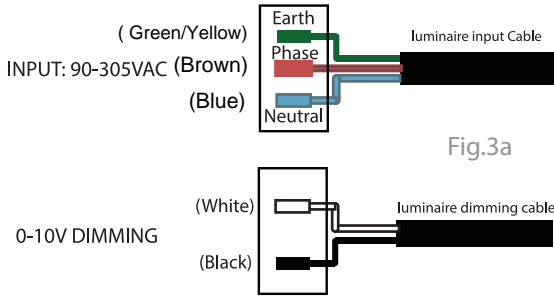 Earth
( Green/Yellow)
luminaire input Cable
Phase
INPUT: 90-305VAC (Brown)
(Blue)
Neutral
Fig.3a
(White)
luminaire dimming cable
0-10V DIMMING
(Black)